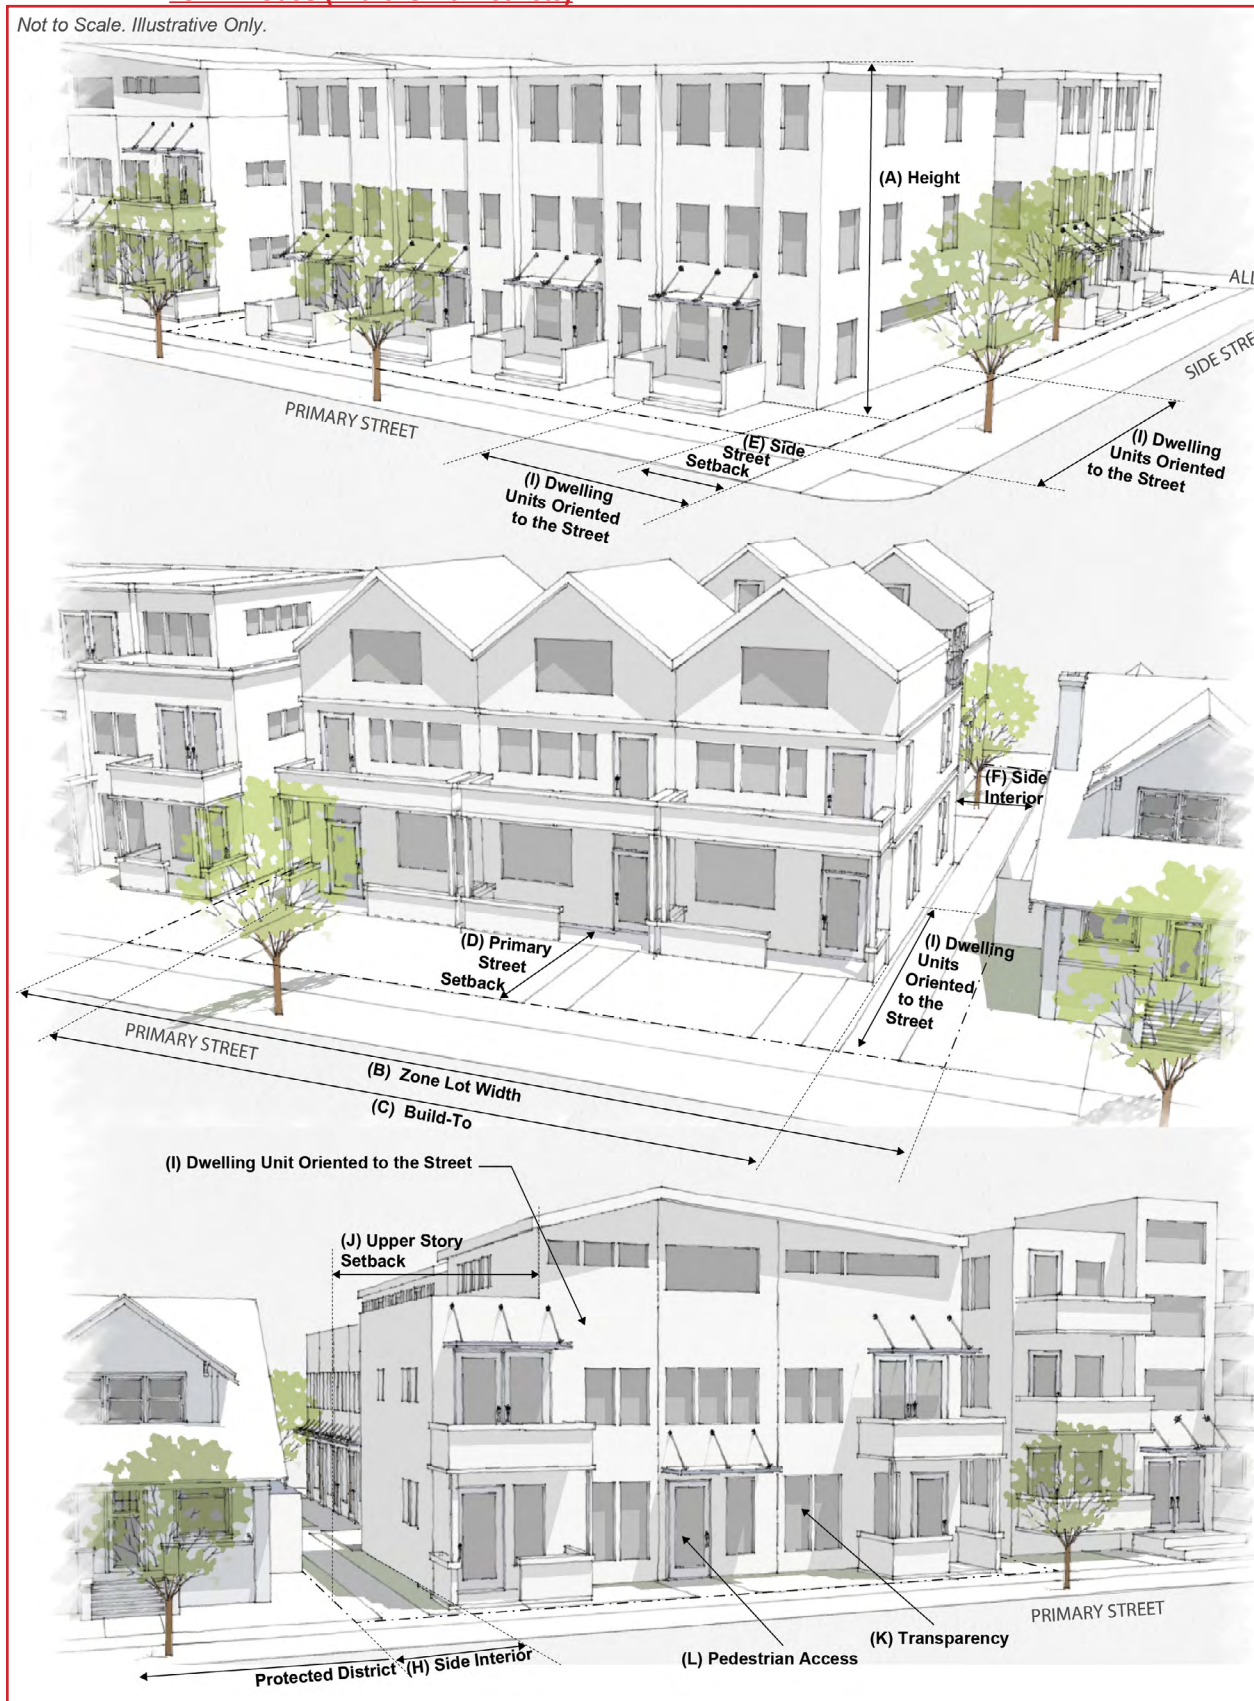 Not to Scale. Illustrative Only.
(A) Height
ALL
SIDE STRE
PRIMARY STREET
(E) Side
Street
Setback
(I) Dwelling
Units Oriented
to the Street
(I) Dwelling
Units Oriented
to the Street
(F) Side
Interior
(D) Primary
Street
Setback
(I) Dwelling
Units
Oriented
to the
Street
PRIMARY STREET
(B) Zone Lot Width
(C) Build-To
(I) Dwelling Unit Oriented to the Street
(J) Upper Story
Setback
PRIMARY STREET
(K) Transparency
(L) Pedestrian Access
Protected District
(H) Side Interior